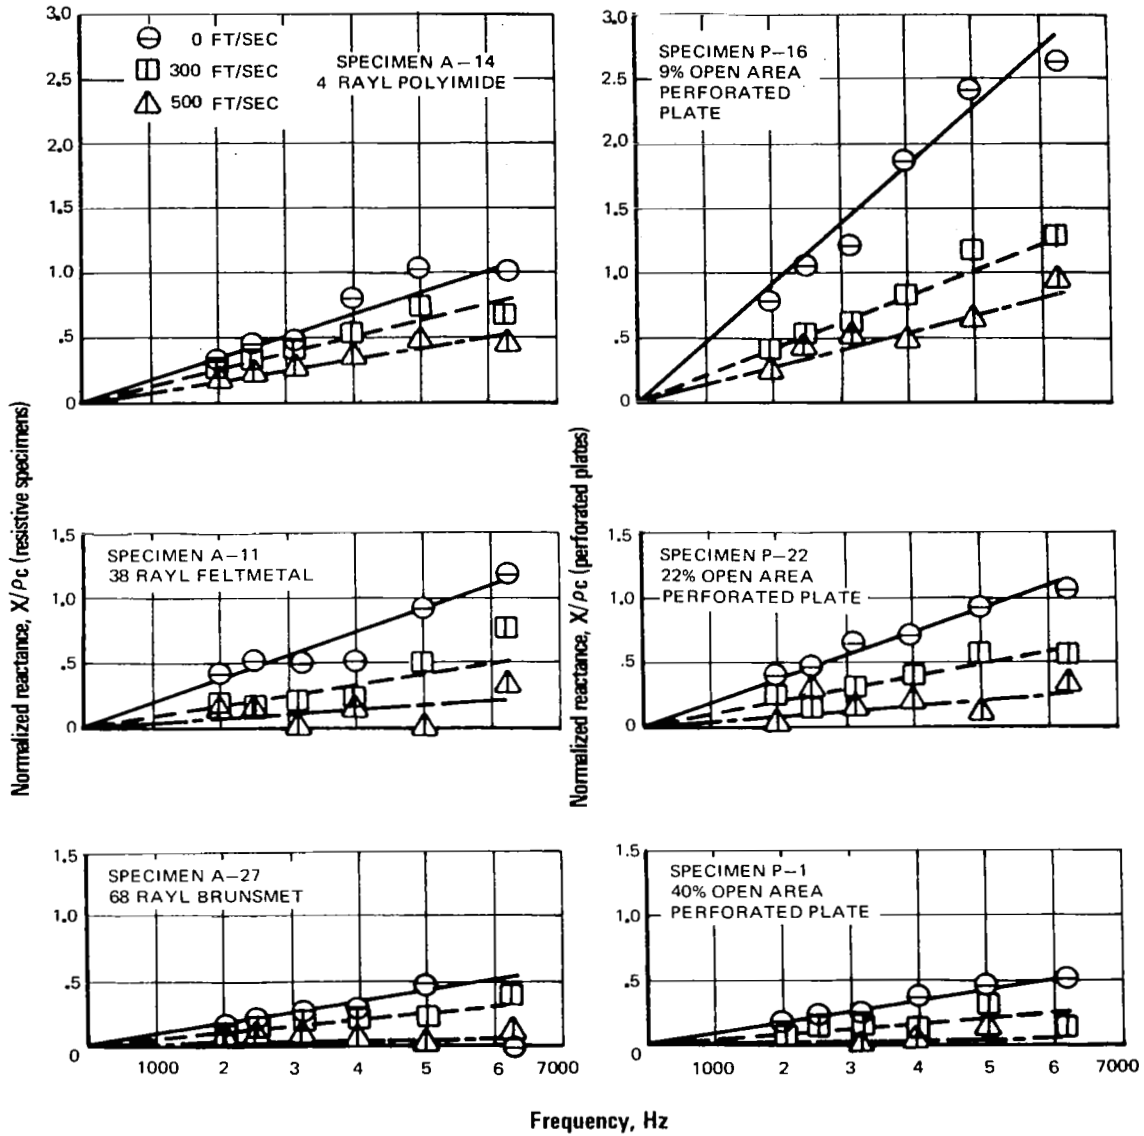 3.0
2.5
2.0
1.5
1.0
.5
0
0 FT/SEC
300 FT/SEC
500 FT/SEC
SPECIMEN A–14
4 RAYL POLYIMIDE
3.0
2.5
2.0
1.5
1.0
.5
0
SPECIMEN P–16
9% OPEN AREA
PERFORATED
PLATE
Normalized reactance, X/ρc (resistive specimens)
1.5
1.0
.5
0
SPECIMEN A–11
38 RAYL FELTMETAL
Normalized reactance, X/ρc (perforated plates)
1.5
1.0
.5
0
SPECIMEN P–22
22% OPEN AREA
PERFORATED PLATE
1.5
1.0
.5
0
SPECIMEN A–27
68 RAYL BRUNSMET
1000 2 3 4 5 6 7000
1.5
1.0
.5
0
SPECIMEN P–1
40% OPEN AREA
PERFORATED PLATE
1000 2 3 4 5 6 7000
Frequency, Hz